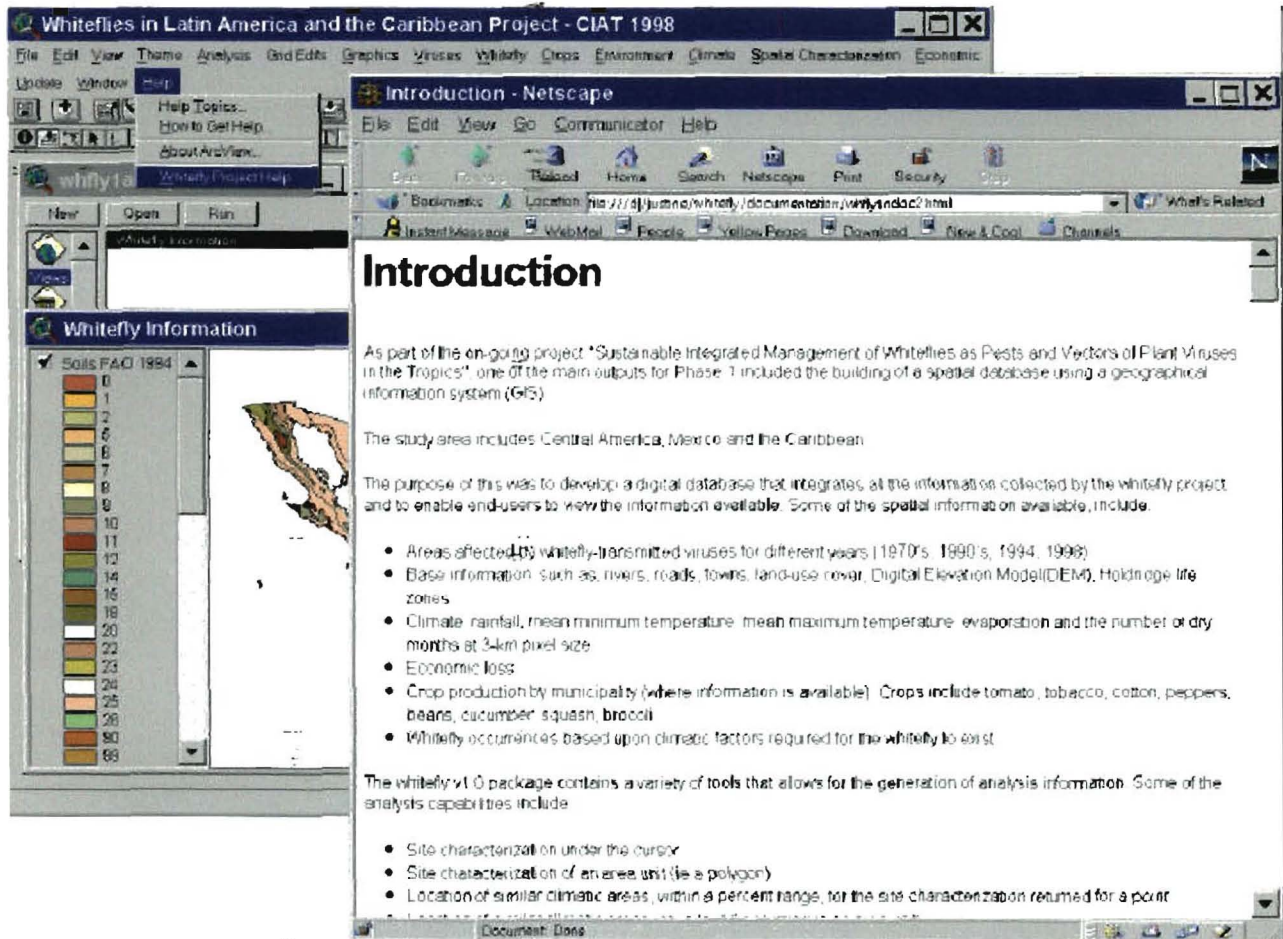 Whiteflies in Latin America and the Caribbean Project - CIAT 1998
File Edit View Theme Analysis Grid Edits Graphics Viruses Whitefly Crops Environment Climate Spatial Characterization Economic
Update Window Help
Help Topics...
How to Get Help...
About ArcView...
Whitefly Project Help
New Open Run
Whitefly Information
Views
Whitefly Information
Soils FAO 1994
0
1
2
6
7
9
10
11
12
14
18
20
22
23
24
25
Introduction - Netscape
File Edit View Go Communicator Help
Reload Home Search Netscape Print Security
Bookmarks Location: What's Related
Instant Message WebMail People Yellow Pages Download New & Cool Channels
Introduction
As part of the on-going project "Sustainable Integrated Management of Whiteflies as Pests and Vectors of Plant Viruses
in the Tropics", one of the main outputs for Phase 1 included the building of a spatial database using a geographical
information system (GIS)
The study area includes Central America, Mexico and the Caribbean
The purpose of this was to develop a digital database that integrates all the information collected by the whitefly project
and to enable end-users to view the information available. Some of the spatial information available, include:
• Areas affected by whitefly-transmitted viruses for different years (1970's, 1990's, 1994, 1998)
• Base information such as, rivers, roads, towns, land-use cover, Digital Elevation Model(DEM), Holdridge life
zones
• Climate: rainfall, mean minimum temperature, mean maximum temperature, evaporation and the number of dry
months at 3-km pixel size
• Economic loss
• Crop production by municipality (where information is available). Crops include tomato, tobacco, cotton, peppers,
beans, cucumber, squash, brocoli
• Whitefly occurrences based upon climatic factors required for the whitefly to exist
The whitefly v1.0 package contains a variety of tools that allows for the generation of analysis information. Some of the
analysis capabilities include
• Site characterization under the cursor
• Site characterization of an area unit (ie a polygon)
• Location of similar climatic areas, within a percent range, for the site characterization returned for a point
Document: Done